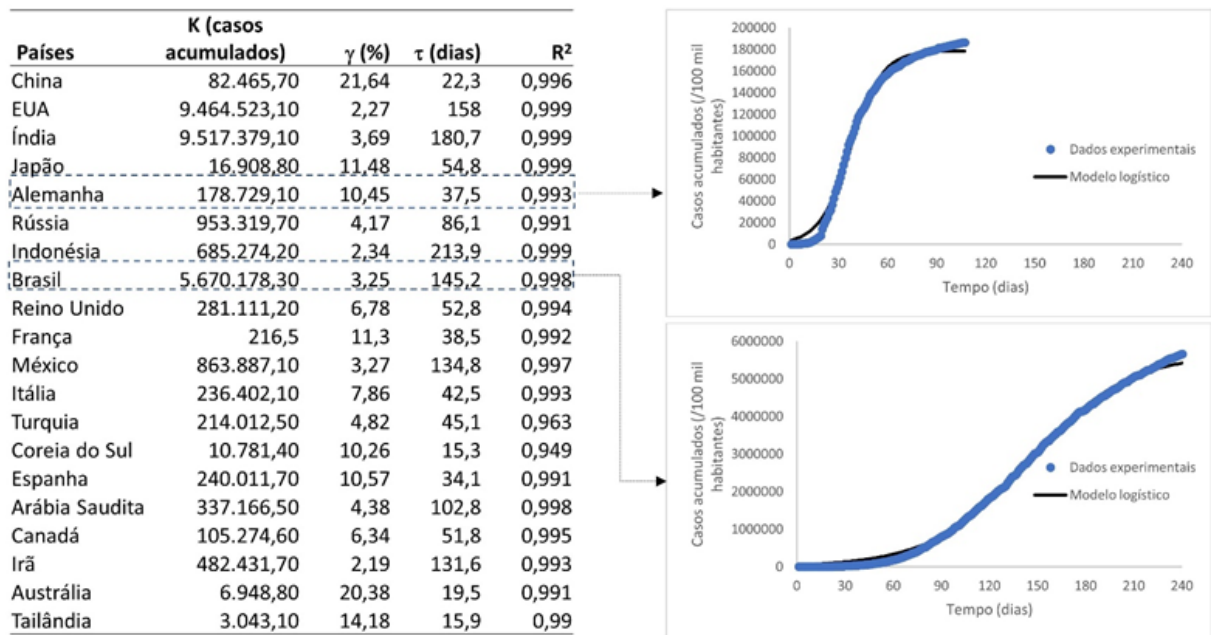 K (casos
Países acumulados) γ (%) τ (dias) R²
China 82.465,70 21,64 22,3 0,996
EUA 9.464.523,10 2,27 158 0,999
Índia 9.517.379,10 3,69 180,7 0,999
Japão 16.908,80 11,48 54,8 0,999
Alemanha 178.729,10 10,45 37,5 0,993
Rússia 953.319,70 4,17 86,1 0,991
Indonésia 685.274,20 2,34 213,9 0,999
Brasil 5.670.178,30 3,25 145,2 0,998
Reino Unido 281.111,20 6,78 52,8 0,994
França 216,5 11,3 38,5 0,992
México 863.887,10 3,27 134,8 0,997
Itália 236.402,10 7,86 42,5 0,993
Turquia 214.012,50 4,82 45,1 0,963
Coreia do Sul 10.781,40 10,26 15,3 0,949
Espanha 240.011,70 10,57 34,1 0,991
Arábia Saudita 337.166,50 4,38 102,8 0,998
Canadá 105.274,60 6,34 51,8 0,995
Irã 482.431,70 2,19 131,6 0,993
Austrália 6.948,80 20,38 19,5 0,991
Tailândia 3.043,10 14,18 15,9 0,99
Casos acumulados (/100 mil
habitantes)
200000
180000
160000
140000
120000
100000
80000
60000
40000
20000
0
0 30 60 90 120 150 180 210 240
Tempo (dias)
Dados experimentais
Modelo logístico
Casos acumulados (/100 mil
habitantes)
6000000
5000000
4000000
3000000
2000000
1000000
0
0 30 60 90 120 150 180 210 240
Tempo (dias)
Dados experimentais
Modelo logístico